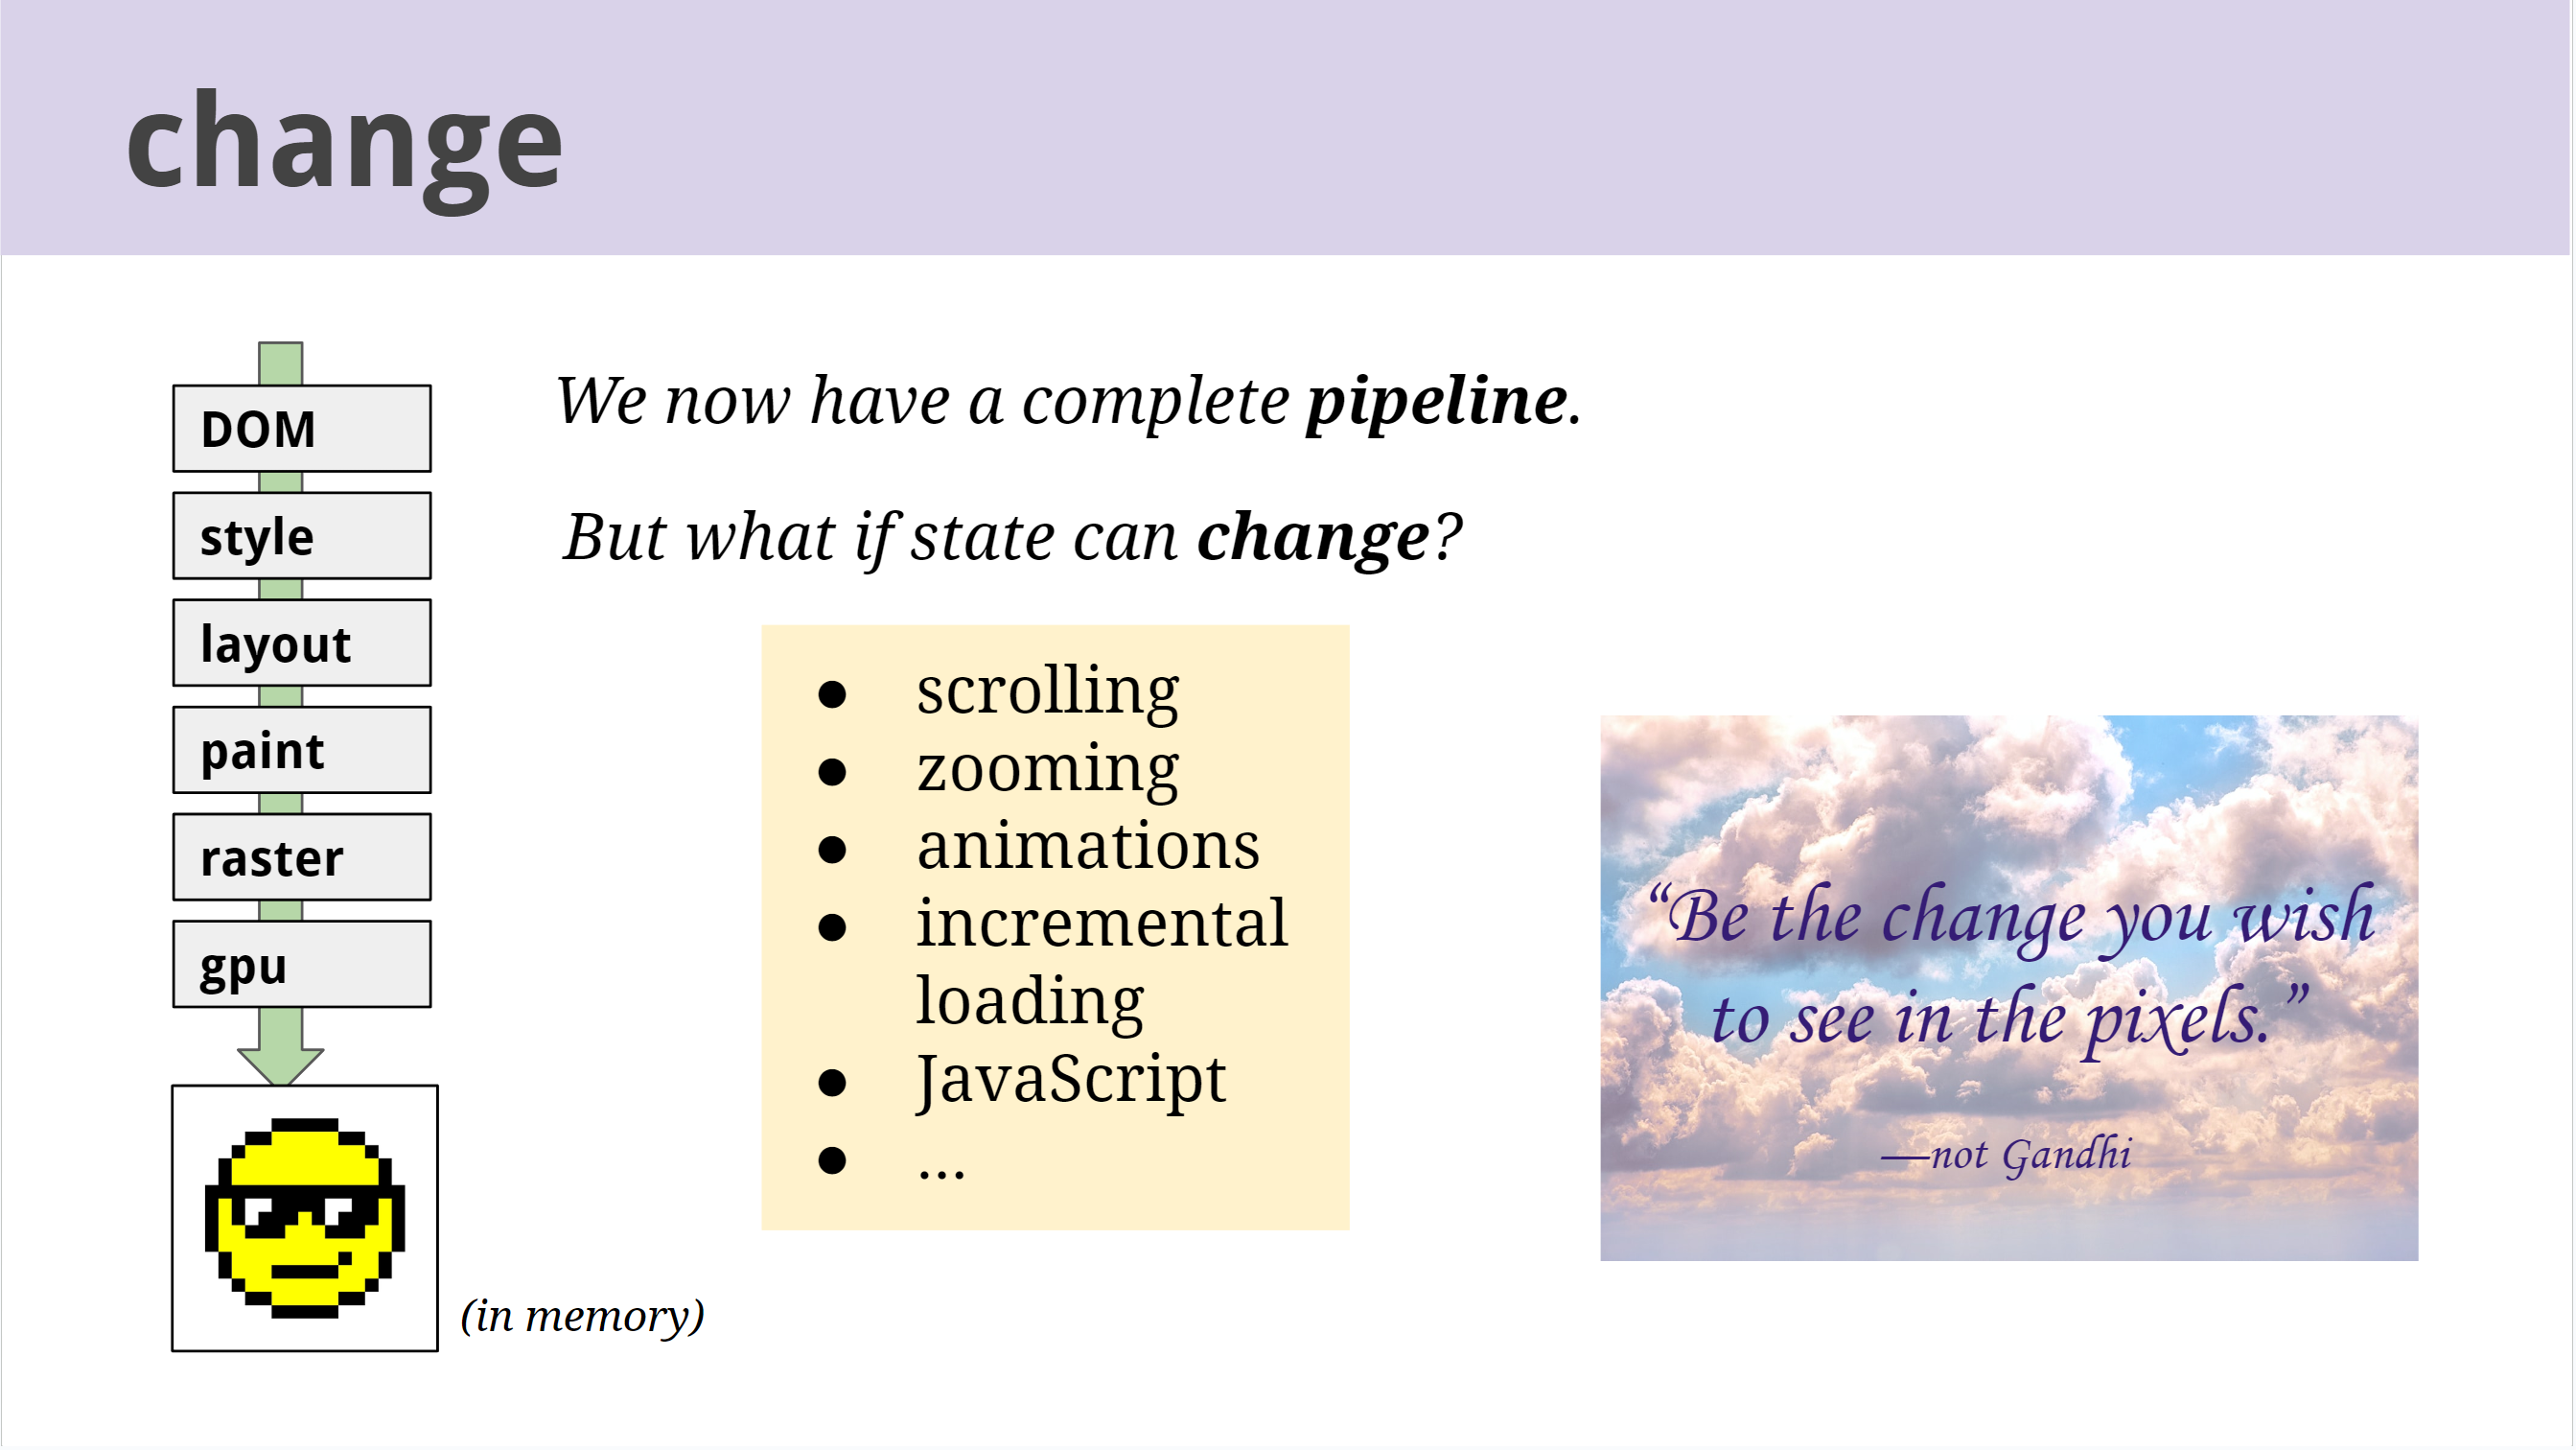 change
DOM
style
layout
paint
raster
gpu
(in memory)
We now have a complete pipeline.
But what if state can change?
● scrolling
● zooming
● animations
● incremental
loading
● JavaScript
● ...
“Be the change you wish
to see in the pixels.”
—not Gandhi